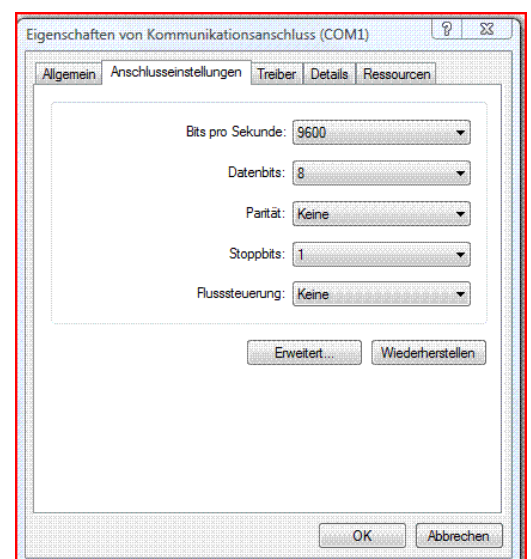 Eigenschaften von Kommunikationsanschluss (COM1)
Allgemein Anschlusseinstellungen Treiber Details Ressourcen
Bits pro Sekunde: 9600
Datenbits: 8
Parität: Keine
Stoppbits: 1
Flusssteuerung: Keine
Erweitert... Wiederherstellen
OK Abbrechen